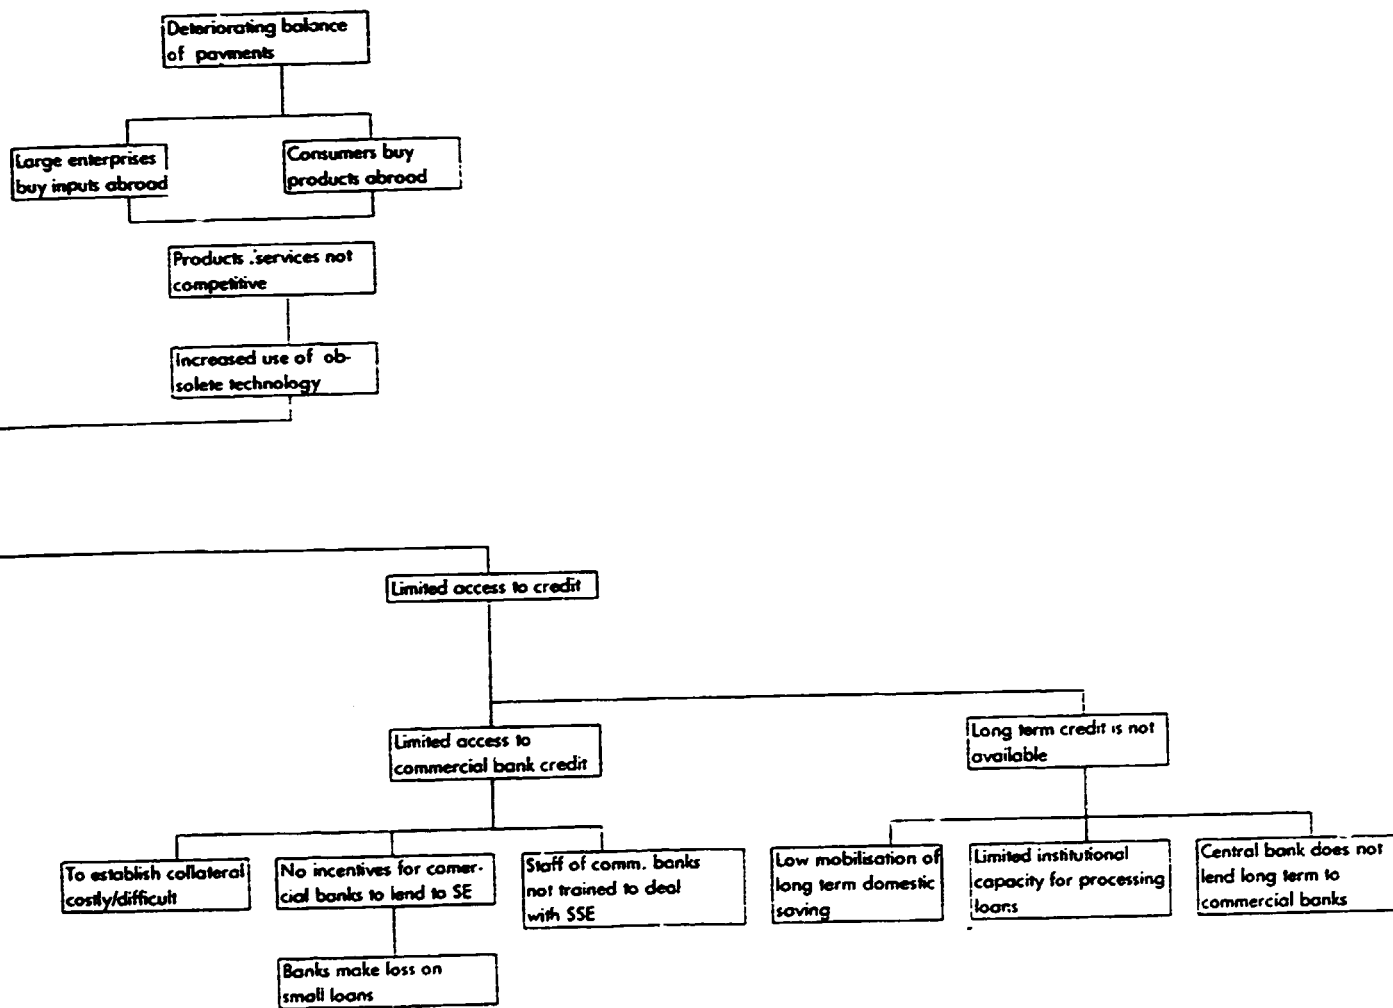 Deteriorating balance
of payments
Large enterprises
buy inputs abroad
Consumers buy
products abroad
Products /services not
competitive
Increased use of ob-
solete technology
Limited access to credit
Limited access to
commercial bank credit
Long term credit is not
available
To establish collateral
costly/difficult
No incentives for comer-
cial banks to lend to SE
Staff of comm. banks
not trained to deal
with SSE
Low mobilisation of
long term domestic
saving
Limited institutional
capacity for processing
loans
Central bank does not
lend long term to
commercial banks
Banks make loss on
small loans